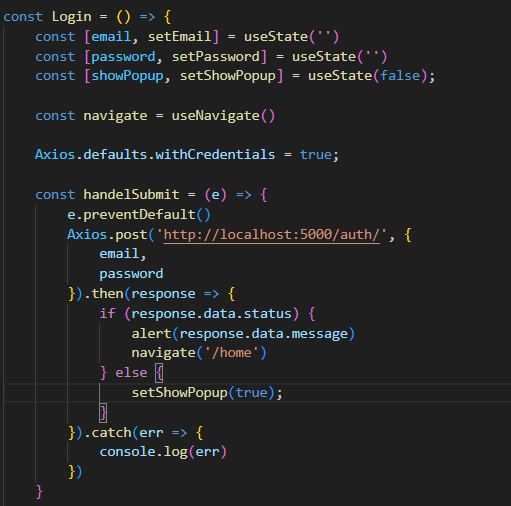 const Login = () => {
    const [email, setEmail] = useState('')
    const [password, setPassword] = useState('')
    const [showPopup, setShowPopup] = useState(false);

    const navigate = useNavigate()

    Axios.defaults.withCredentials = true;

    const handelSubmit = (e) => {
        e.preventDefault()
        Axios.post('http://localhost:5000/auth/', {
            email,
            password
        }).then(response => {
            if (response.data.status) {
                alert(response.data.message)
                navigate('/home')
            } else {
                setShowPopup(true);
            }
        }).catch(err => {
            console.log(err)
        })
    }